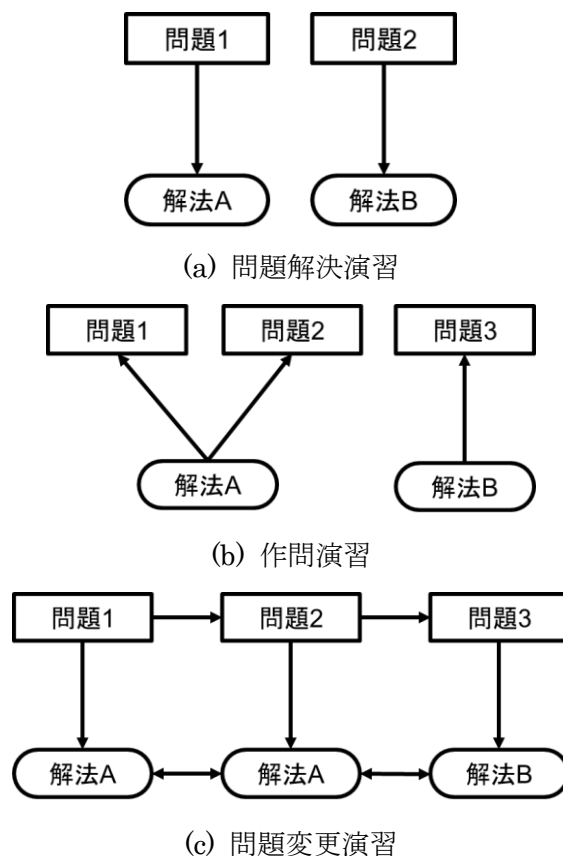 問題1 問題2
解法A 解法B
(a) 問題解決演習
問題1 問題2 問題3
解法A 解法B
(b) 作問演習
問題1 問題2 問題3
解法A 解法A 解法B
(c) 問題変更演習